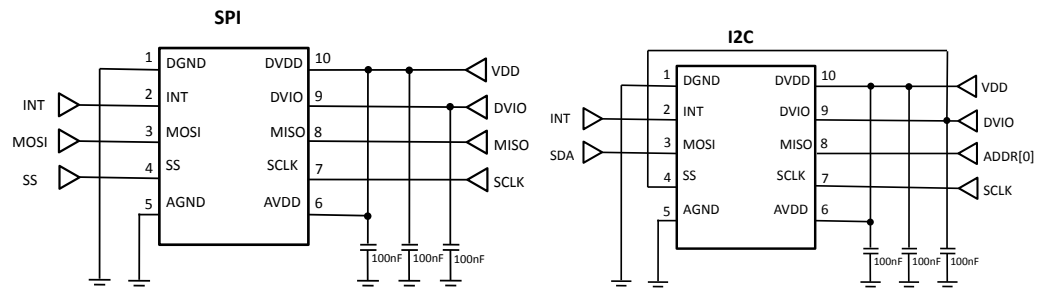 SPI
1 DGND DVDD 10 VDD
INT 2 INT DVIO 9 DVIO
MOSI 3 MOSI MISO 8 MISO
SS 4 SS SCLK 7 SCLK
5 AGND AVDD 6
100nF 100nF 100nF
I2C
1 DGND DVDD 10 VDD
INT 2 INT DVIO 9 DVIO
SDA 3 MOSI MISO 8 ADDR[0]
4 SS SCLK 7 SCLK
5 AGND AVDD 6
100nF 100nF 100nF